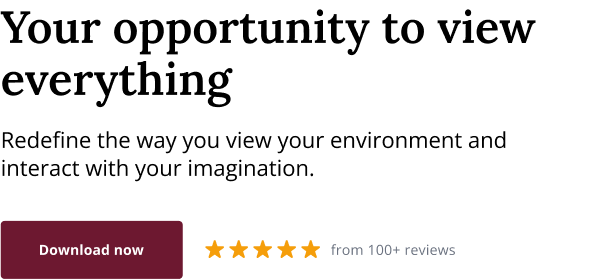 Your opportunity to view
everything
Redefine the way you view your environment and
interact with your imagination.
Download now
from 100+ reviews